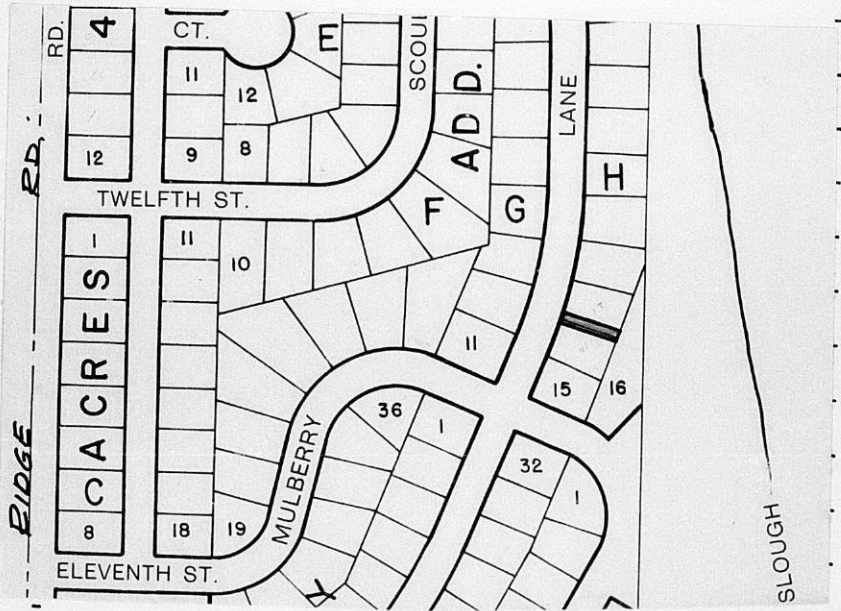 RD.
4
CT.
E
SCOU
ADD.
LANE
11
12
12
9
8
H
RD.
TWELFTH ST.
F
G
1
11
10
ACRES
11
15
16
RIDGE
36
1
MULBERRY
32
1
8
18
19
ELEVENTH ST.
SLOUGH